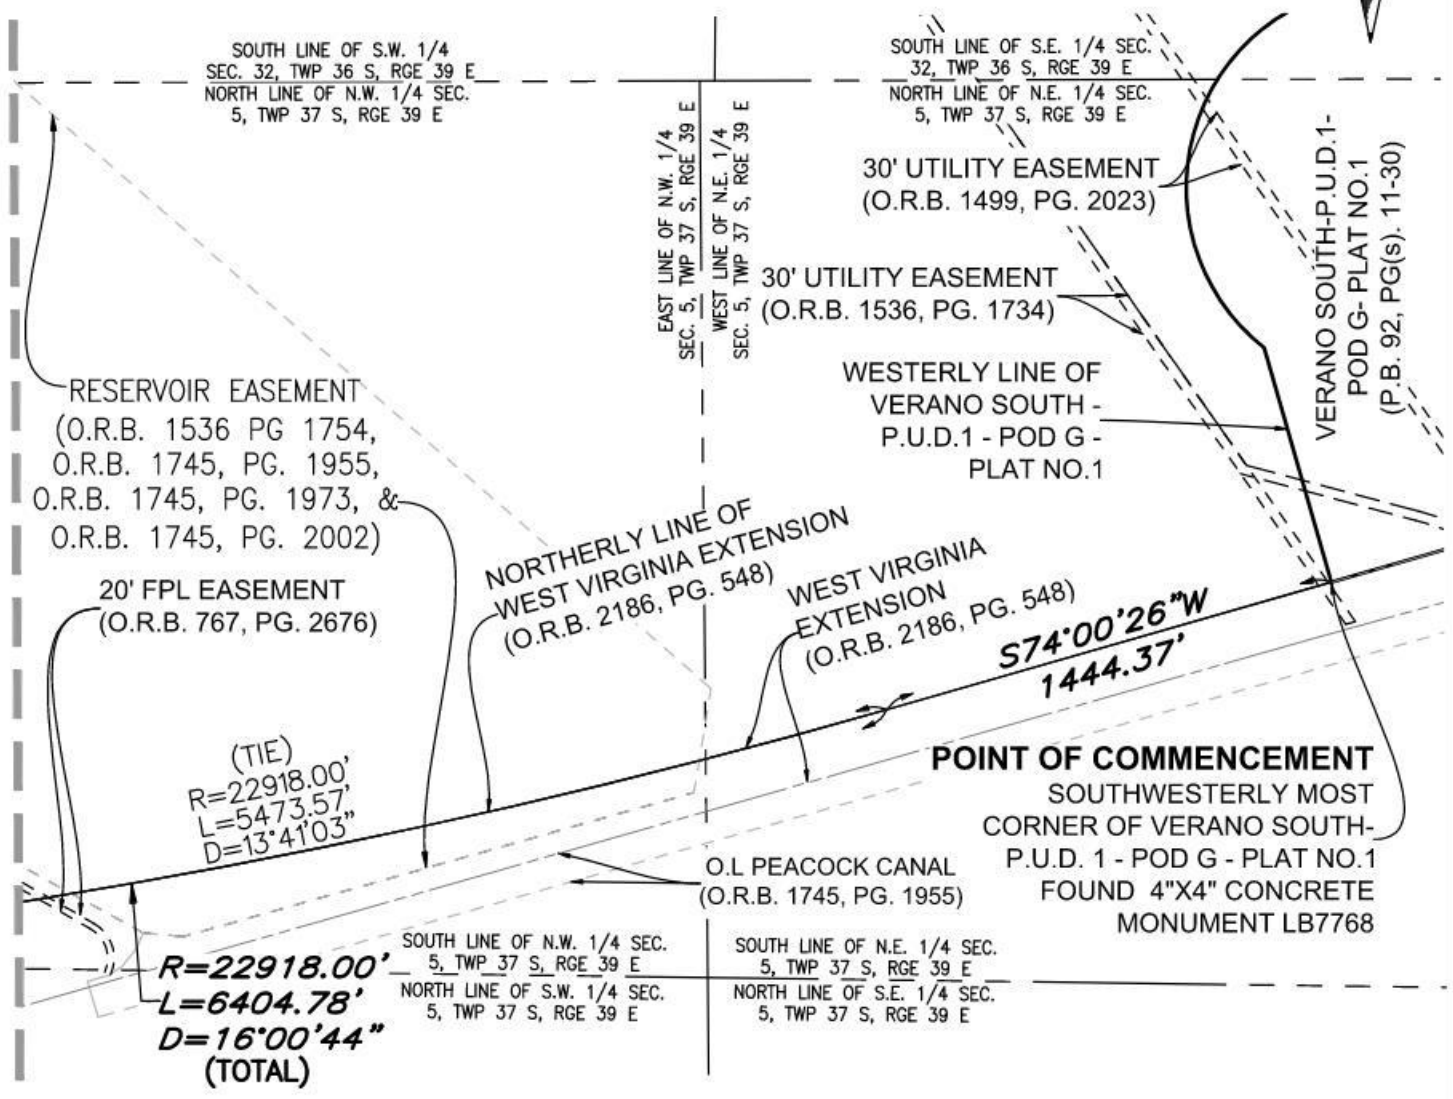 SOUTH LINE OF S.W. 1/4
SEC. 32, TWP 36 S, RGE 39 E
NORTH LINE OF N.W. 1/4 SEC.
5, TWP 37 S, RGE 39 E
SOUTH LINE OF S.E. 1/4 SEC.
32, TWP 36 S, RGE 39 E
NORTH LINE OF N.E. 1/4 SEC.
5, TWP 37 S, RGE 39 E
EAST LINE OF N.W. 1/4
SEC. 5, TWP 37 S, RGE 39 E
WEST LINE OF N.E. 1/4
SEC. 5, TWP 37 S, RGE 39 E
30' UTILITY EASEMENT
(O.R.B. 1499, PG. 2023)
30' UTILITY EASEMENT
(O.R.B. 1536, PG. 1734)
VERANO SOUTH-P.U.D.1-
POD G- PLAT NO.1
(P.B. 92, PG(s). 11-30)
WESTERLY LINE OF
VERANO SOUTH -
P.U.D.1 - POD G -
PLAT NO.1
RESERVOIR EASEMENT
(O.R.B. 1536 PG 1754,
O.R.B. 1745, PG. 1955,
O.R.B. 1745, PG. 1973, &
O.R.B. 1745, PG. 2002)
20' FPL EASEMENT
(O.R.B. 767, PG. 2676)
NORTHERLY LINE OF
WEST VIRGINIA EXTENSION
(O.R.B. 2186, PG. 548)
WEST VIRGINIA
EXTENSION
(O.R.B. 2186, PG. 548)
S74°00'26"W
1444.37'
(TIE)
R=22918.00'
L=5473.57'
D=13°41'03"
POINT OF COMMENCEMENT
SOUTHWESTERLY MOST
CORNER OF VERANO SOUTH-
P.U.D. 1 - POD G - PLAT NO.1
FOUND 4"X4" CONCRETE
MONUMENT LB7768
O.L PEACOCK CANAL
(O.R.B. 1745, PG. 1955)
R=22918.00'
L=6404.78'
D=16°00'44"
(TOTAL)
SOUTH LINE OF N.W. 1/4 SEC.
5, TWP 37 S, RGE 39 E
NORTH LINE OF S.W. 1/4 SEC.
5, TWP 37 S, RGE 39 E
SOUTH LINE OF N.E. 1/4 SEC.
5, TWP 37 S, RGE 39 E
NORTH LINE OF S.E. 1/4 SEC.
5, TWP 37 S, RGE 39 E